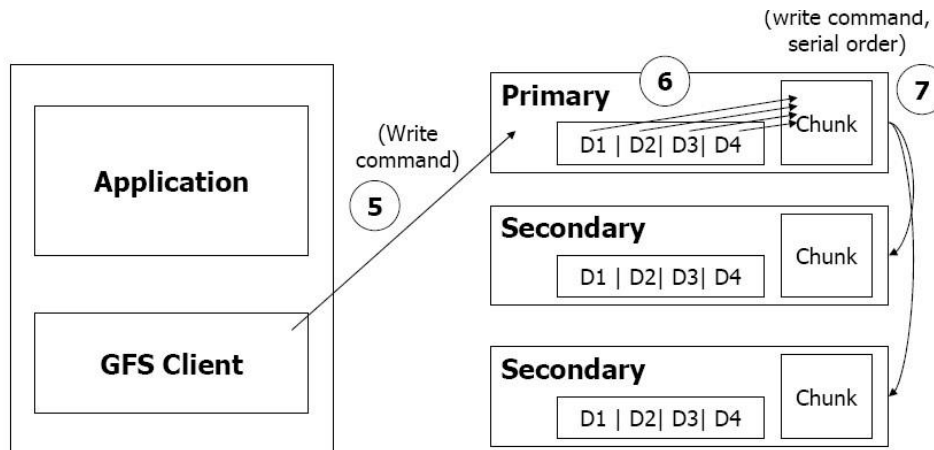 (write command,
serial order)
6
7
Primary
D1 | D2| D3| D4
Chunk
(Write
command)
5
Application
Secondary
D1 | D2| D3| D4
Chunk
GFS Client
Secondary
D1 | D2| D3| D4
Chunk